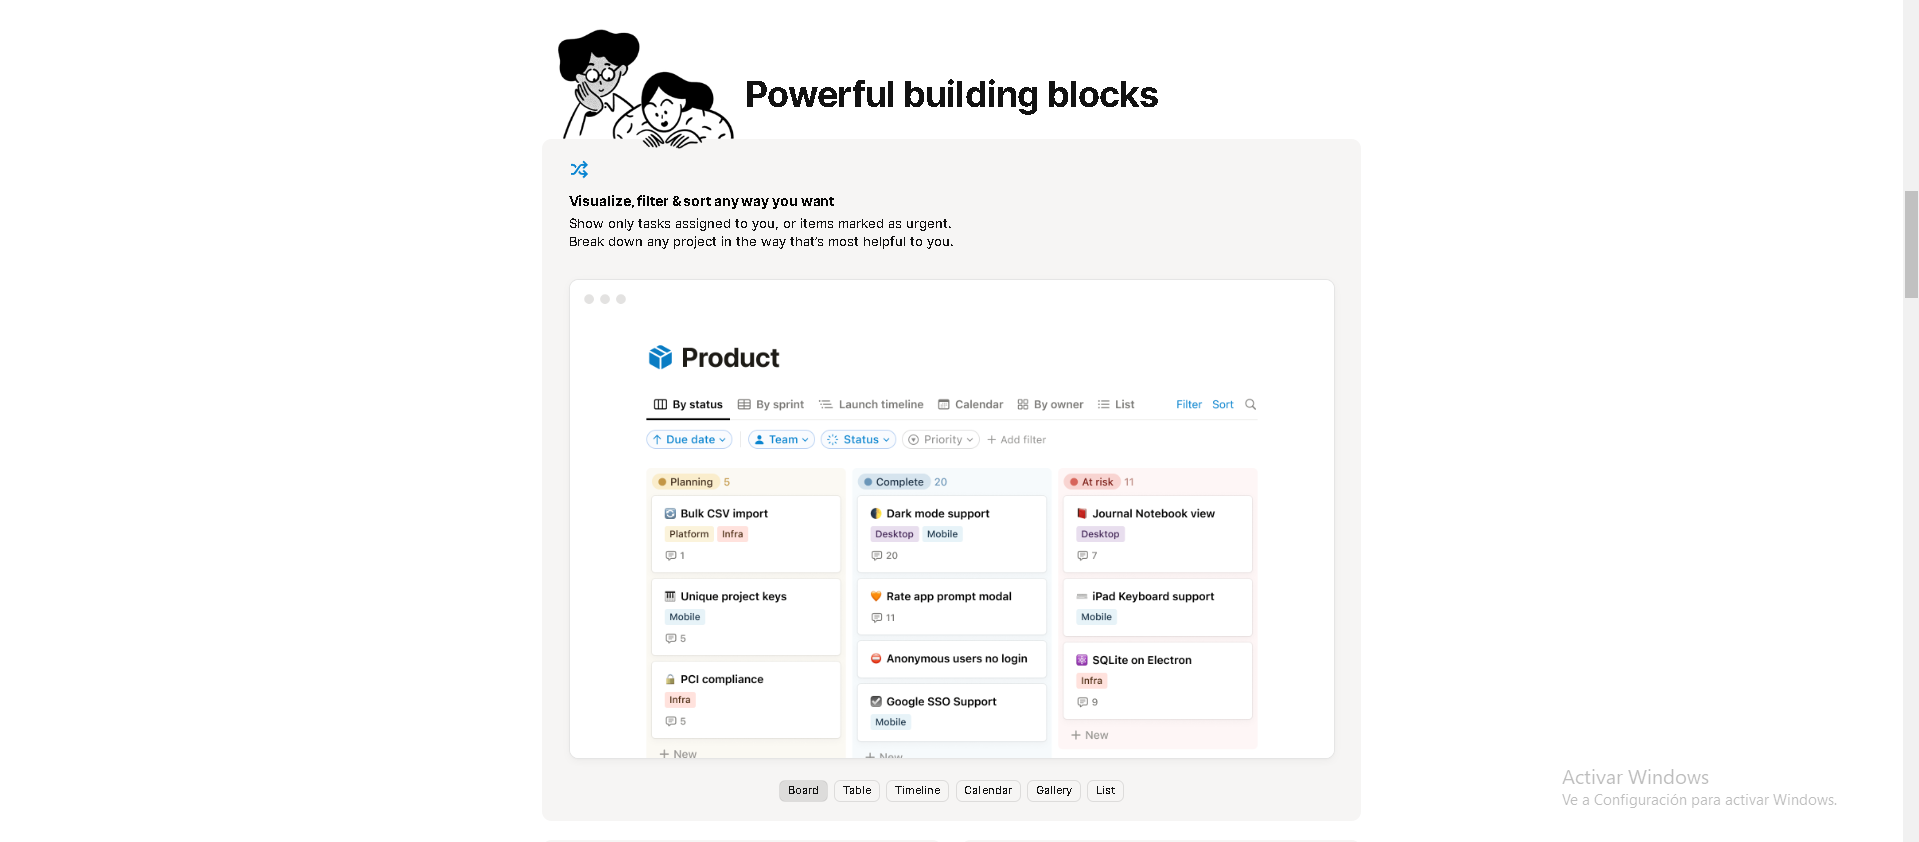 Powerful building blocks
Visualize, filter & sort any way you want
Show only tasks assigned to you, or items marked as urgent.
Break down any project in the way that's most helpful to you.
Product
By status By sprint Launch timeline Calendar By owner List Filter Sort
Due date Team Status Priority + Add filter
Planning 5
Bulk CSV import
Platform Infra
1
Unique project keys
Mobile
5
PCI compliance
Infra
5
+ New
Complete 20
Dark mode support
Desktop Mobile
20
Rate app prompt modal
11
Anonymous users no login
Google SSO Support
Mobile
+ New
At risk 11
Journal Notebook view
Desktop
7
iPad Keyboard support
Mobile
SQLite on Electron
Infra
9
+ New
Board Table Timeline Calendar Gallery List
Activar Windows
Ve a Configuración para activar Windows.